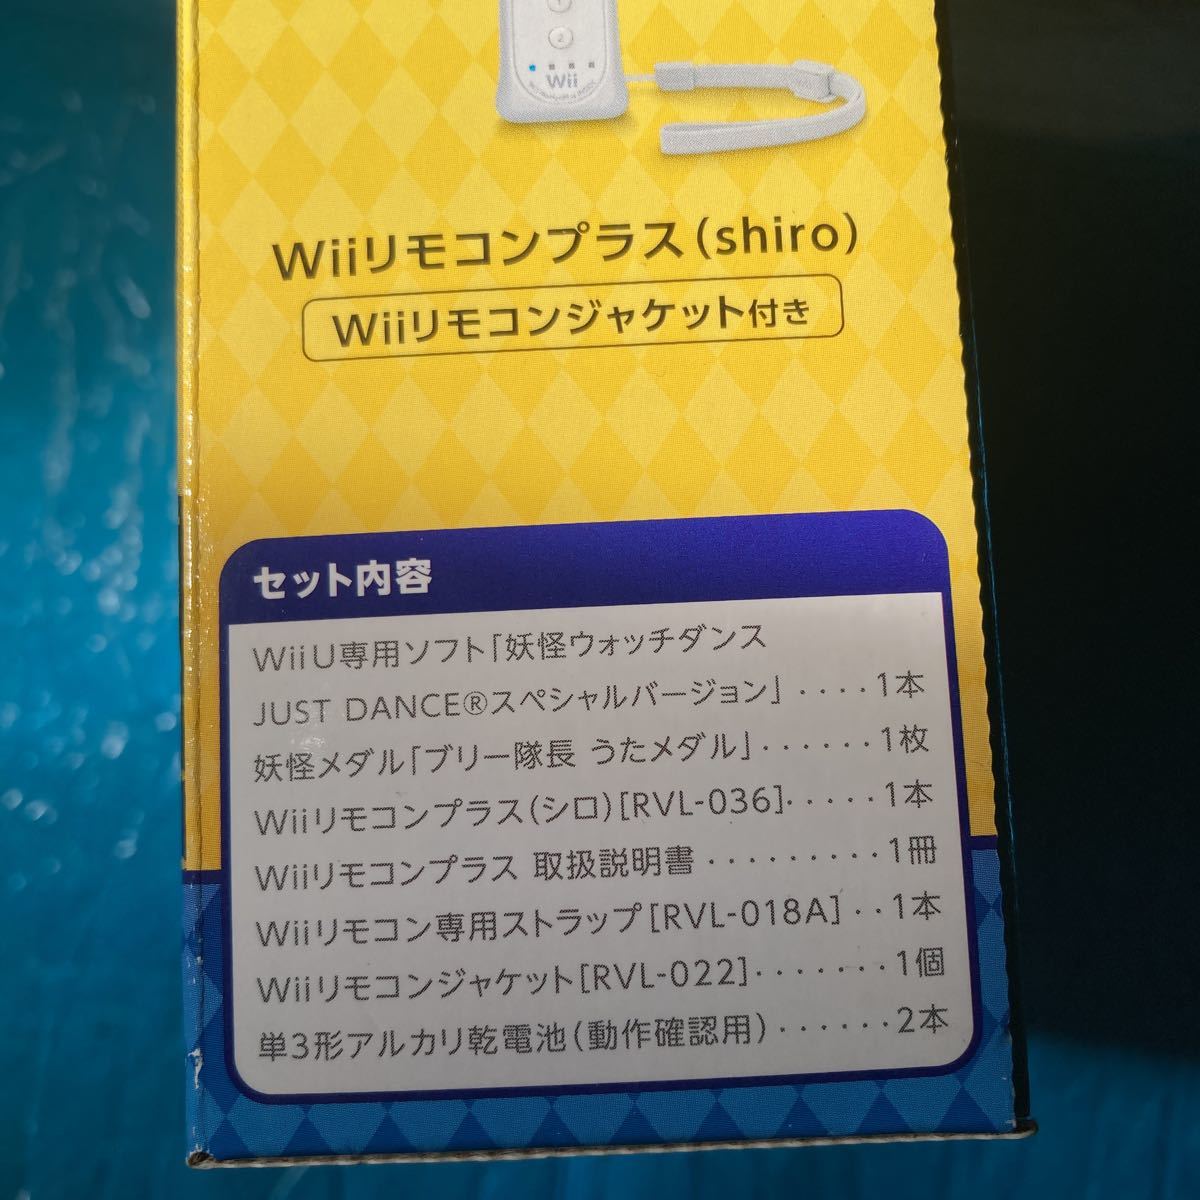 1
2
Wii
Wiiリモコンプラス(shiro)
Wiiリモコンジャケット付き
セット内容
WiiU専用ソフト「妖怪ウォッチダンス
JUST DANCE®スペシャルバージョン」‥‥1本
妖怪メダル「ブリー隊長 うたメダル」‥‥‥1枚
Wiiリモコンプラス(シロ)[RVL-036]‥‥‥1本
Wiiリモコンプラス 取扱説明書‥‥‥‥‥1冊
Wiiリモコン専用ストラップ[RVL-018A]‥1本
Wiiリモコンジャケット[RVL-022]‥‥‥‥1個
単3形アルカリ乾電池(動作確認用)‥‥‥2本